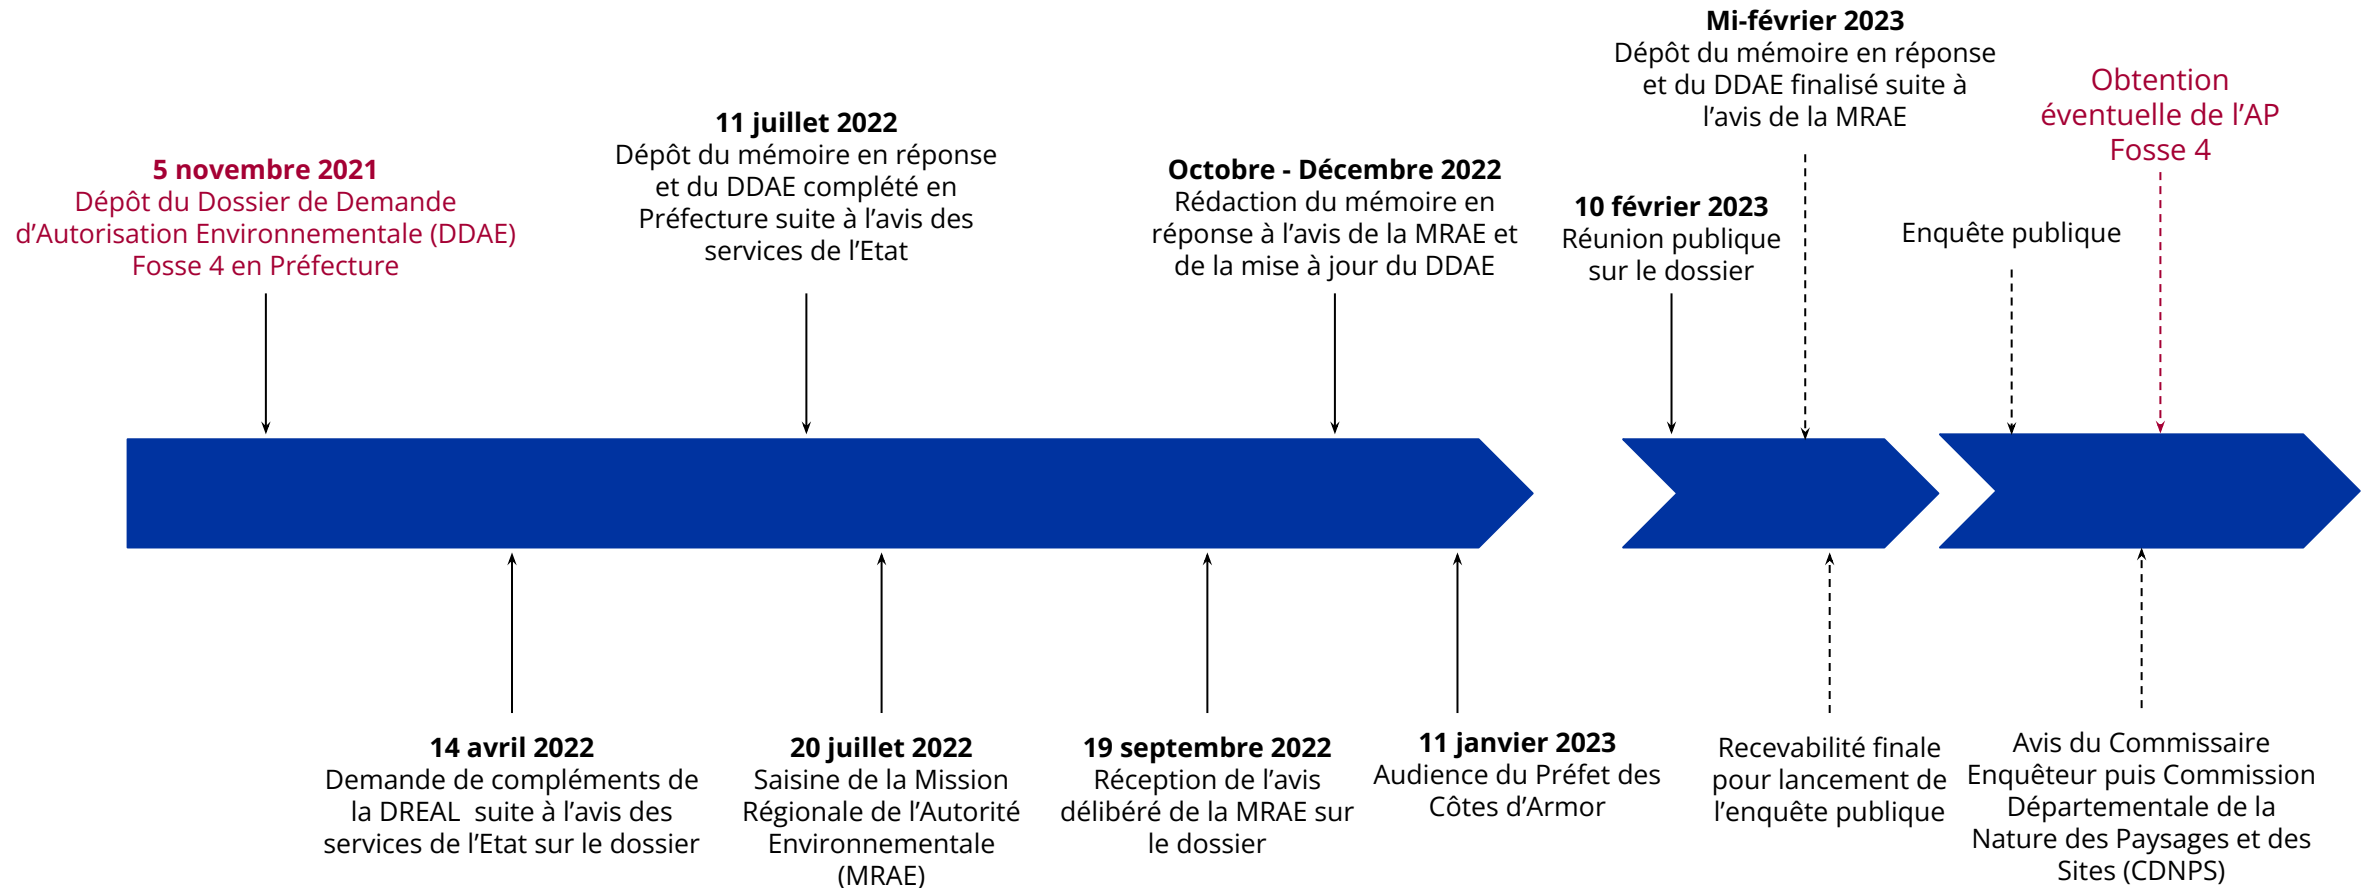 5 novembre 2021
Dépôt du Dossier de Demande
d’Autorisation Environnementale (DDAE)
Fosse 4 en Préfecture
11 juillet 2022
Dépôt du mémoire en réponse
et du DDAE complété en
Préfecture suite à l’avis des
services de l’Etat
Octobre - Décembre 2022
Rédaction du mémoire en
réponse à l’avis de la MRAE et
de la mise à jour du DDAE
10 février 2023
Réunion publique
sur le dossier
Mi-février 2023
Dépôt du mémoire en réponse
et du DDAE finalisé suite à
l’avis de la MRAE
Enquête publique
Obtention
éventuelle de l’AP
Fosse 4
14 avril 2022
Demande de compléments de
la DREAL  suite à l’avis des
services de l’Etat sur le dossier
20 juillet 2022
Saisine de la Mission
Régionale de l’Autorité
Environnementale
(MRAE)
19 septembre 2022
Réception de l’avis
délibéré de la MRAE sur
le dossier
11 janvier 2023
Audience du Préfet des
Côtes d’Armor
Recevabilité finale
pour lancement de
l’enquête publique
Avis du Commissaire
Enquêteur puis Commission
Départementale de la
Nature des Paysages et des
Sites (CDNPS)